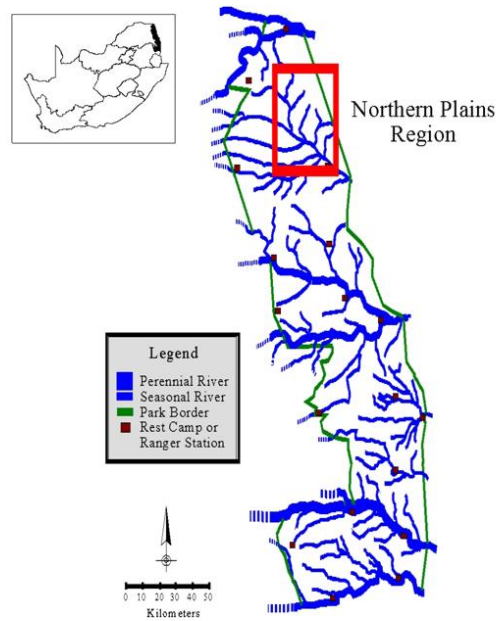 Northern Plains
Region
Legend
Perennial River
Seasonal River
Park Border
Rest Camp or
Ranger Station
0 10 20 30 40 50
Kilometers